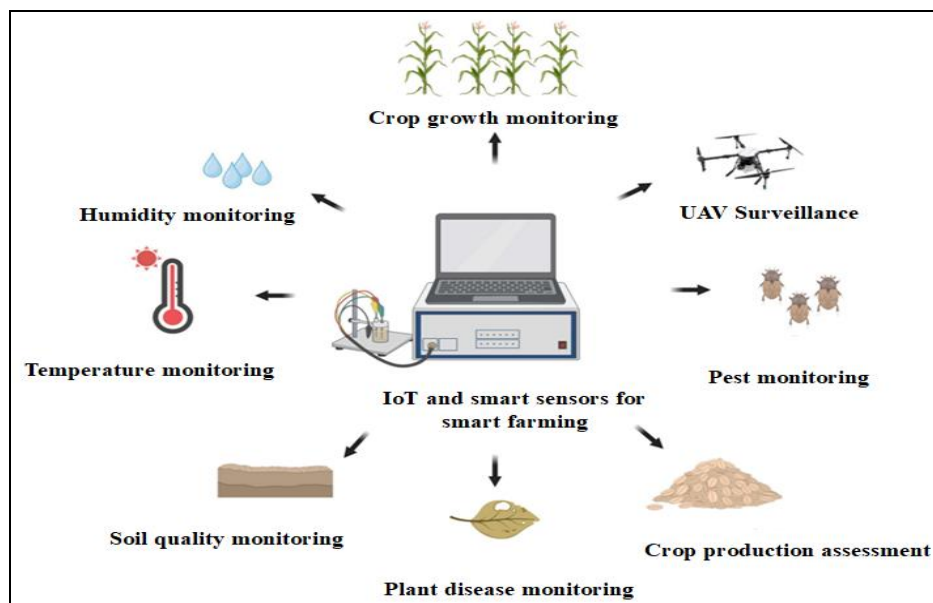 Crop growth monitoring
Humidity monitoring
UAV Surveillance
Temperature monitoring
Pest monitoring
IoT and smart sensors for
smart farming
Soil quality monitoring
Crop production assessment
Plant disease monitoring